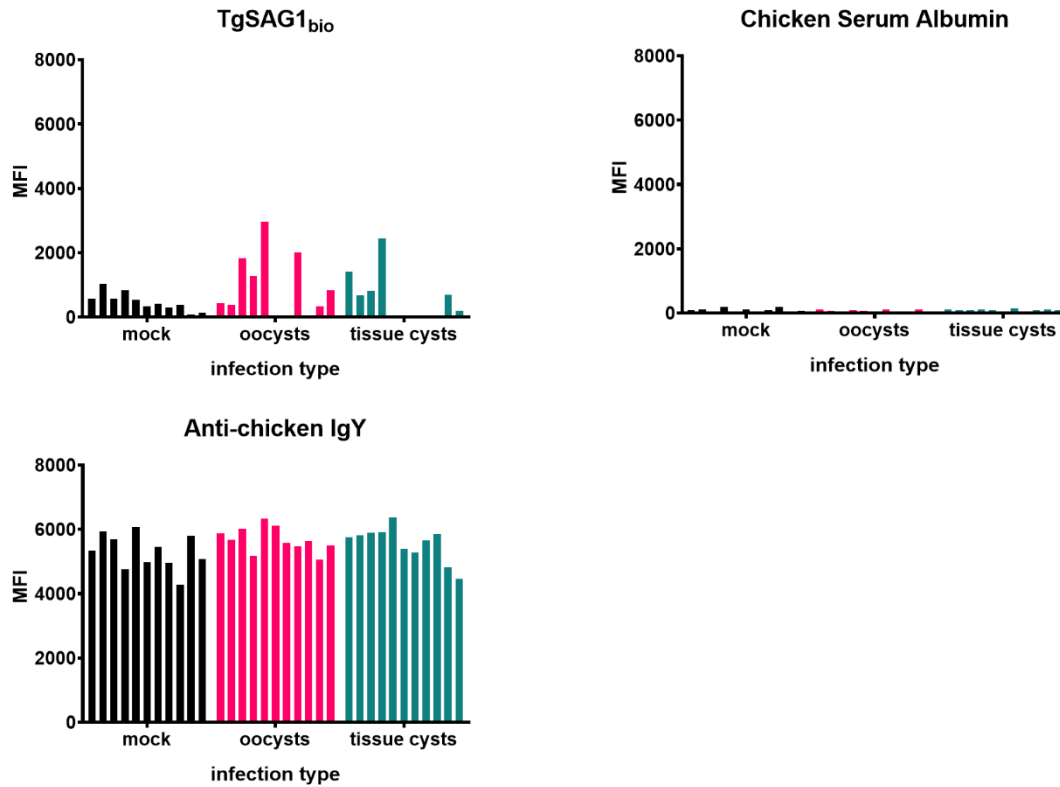 TgSAG1bio
8000
6000
4000
2000
0
MFI
mock oocysts tissue cysts
infection type
Chicken Serum Albumin
8000
6000
4000
2000
0
MFI
mock oocysts tissue cysts
infection type
Anti-chicken IgY
8000
6000
4000
2000
0
MFI
mock oocysts tissue cysts
infection type